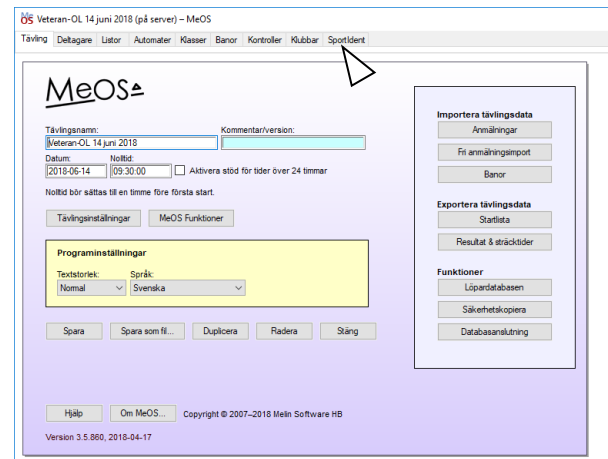 MeOS Veteran-OL 14 juni 2018 (på server) – MeOS
Tävling Deltagare Listor Automater Klasser Banor Kontroller Klubbar SportIdent
MeOS
Tävlingsnamn: Kommentar/version:
Veteran-OL 14 juni 2018
Datum: Nolltid:
2018-06-14 09:30:00 Aktivera stöd för tider över 24 timmar
Nolltid bör sättas till en timme före första start.
Tävlingsinställningar MeOS Funktioner
Programinställningar
Textstorlek: Språk:
Normal Svenska
Spara Spara som fil... Duplicera Radera Stäng
Importera tävlingsdata
Anmälningar
Fri anmälningsimport
Banor
Exportera tävlingsdata
Startlista
Resultat & sträcktider
Funktioner
Löpardatabasen
Säkerhetskopiera
Databasanslutning
Hjälp Om MeOS... Copyright © 2007–2018 Melin Software HB
Version 3.5.860, 2018-04-17